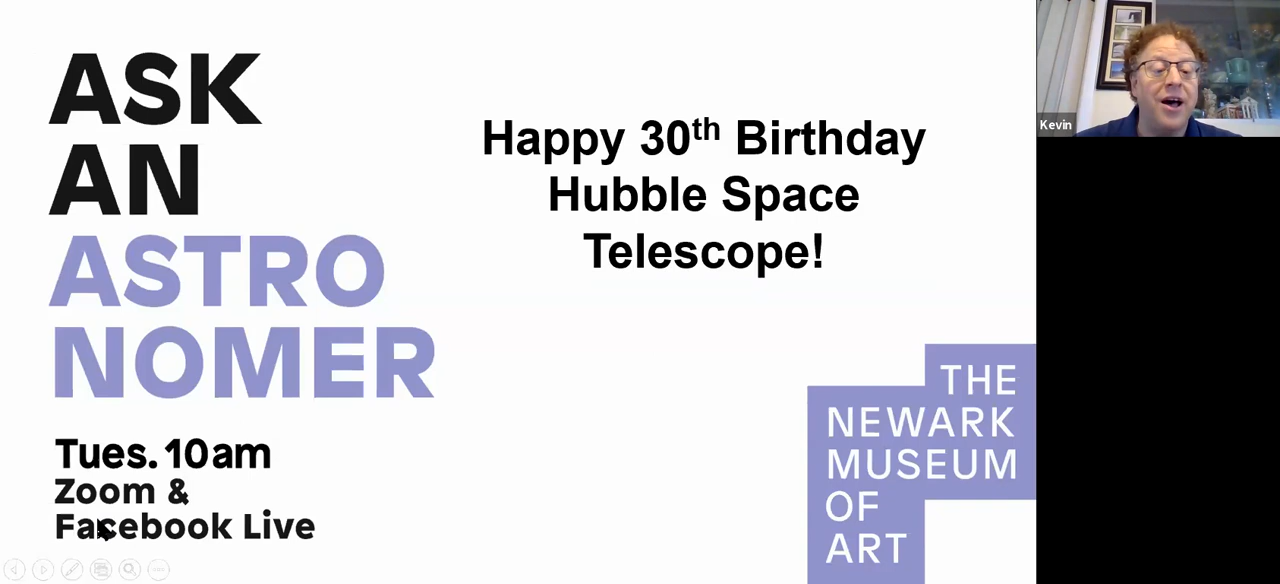 ASK
AN
ASTRO
NOMER
Tues. 10am
Zoom &
Facebook Live
Happy 30th Birthday
Hubble Space
Telescope!
THE
NEWARK
MUSEUM
OF
ART
Kevin